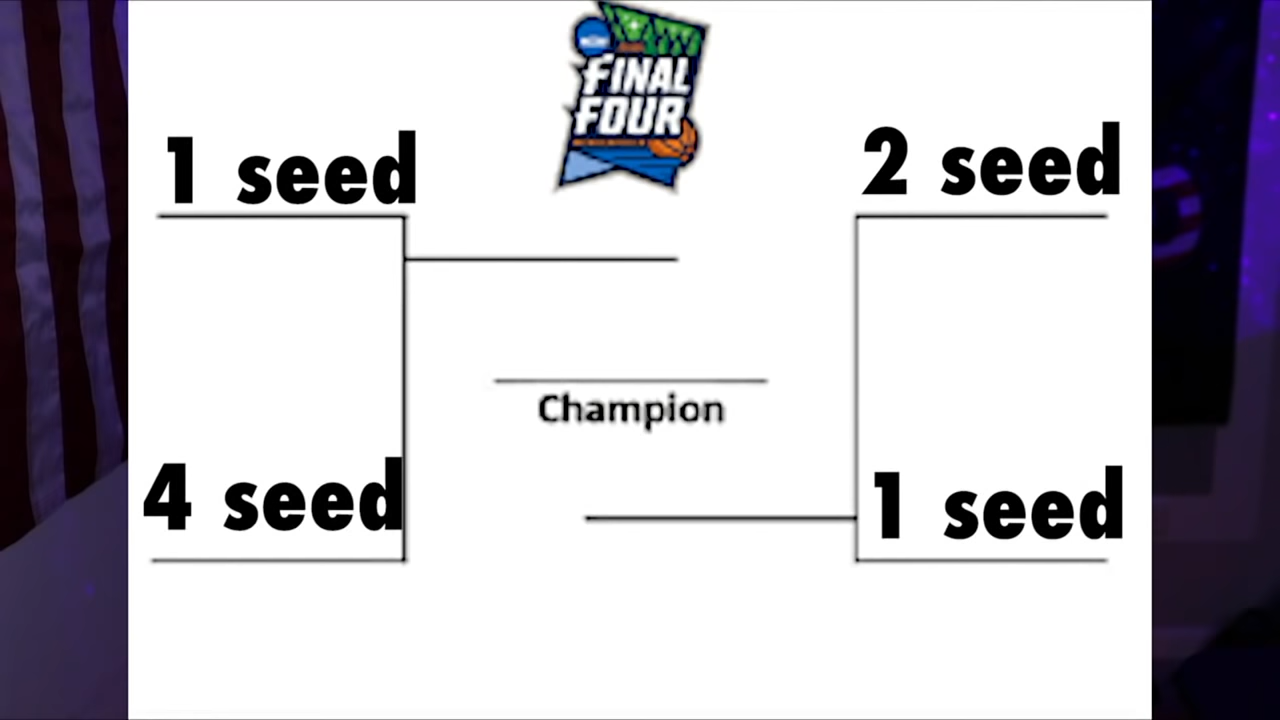 FINAL
FOUR
1 seed
2 seed
Champion
4 seed
1 seed